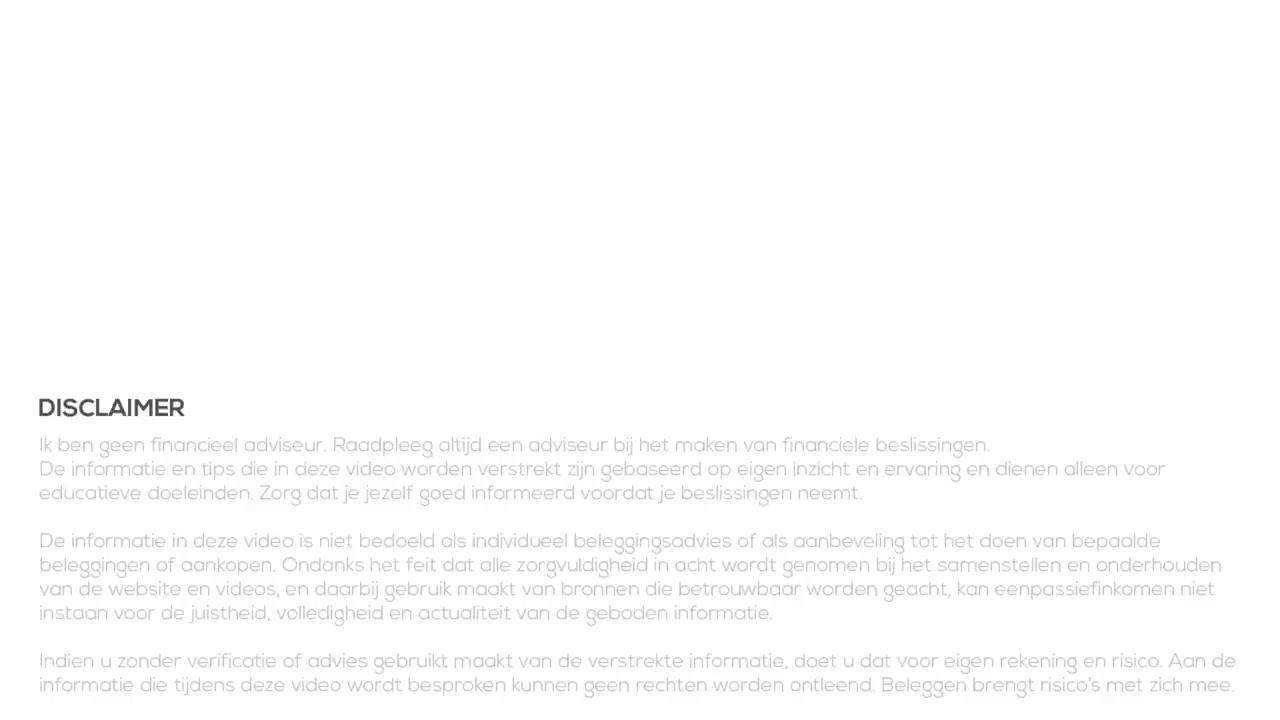 DISCLAIMER
Ik ben geen financieel adviseur. Raadpleeg altijd een adviseur bij het maken van financiele beslissingen.
De informatie en tips die in deze video worden verstrekt zijn gebaseerd op eigen inzicht en ervaring en dienen alleen voor
educatieve doeleinden. Zorg dat je jezelf goed informeerd voordat je beslissingen neemt.
De informatie in deze video is niet bedoeld als individueel beleggingsadvies of als aanbeveling tot het doen van bepaalde
beleggingen of aankopen. Ondanks het feit dat alle zorgvuldigheid in acht wordt genomen bij het samenstellen en onderhouden
van de website en videos, en daarbij gebruik maakt van bronnen die betrouwbaar worden geacht, kan eenpassiefinkomen niet
instaan voor de juistheid, volledigheid en actualiteit van de geboden informatie.
Indien u zonder verificatie of advies gebruikt maakt van de verstrekte informatie, doet u dat voor eigen rekening en risico. Aan de
informatie die tijdens deze video wordt besproken kunnen geen rechten worden ontleend. Beleggen brengt risico's met zich mee.